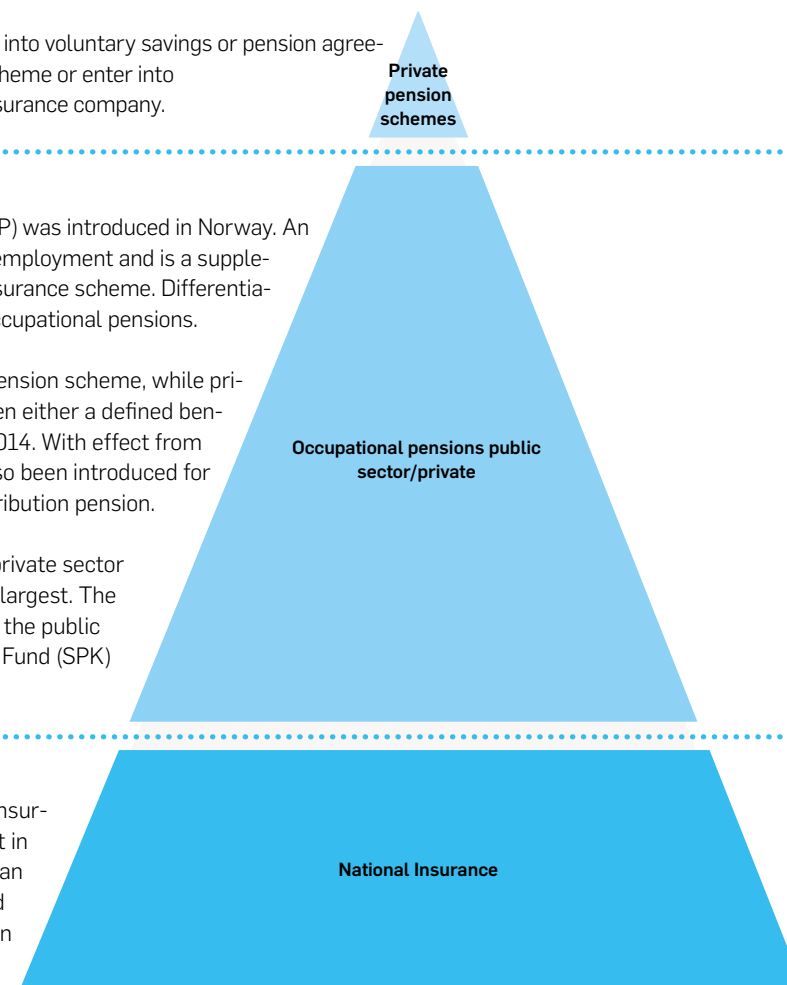 into voluntary savings or pension agree-
heme or enter into
surance company.
Private
pension
schemes
P) was introduced in Norway. An
employment and is a supple-
surance scheme. Differentia-
ccupational pensions.
ension scheme, while pri-
en either a defined ben-
014. With effect from
so been introduced for
ribution pension.
Occupational pensions public
sector/private
private sector
largest. The
the public
Fund (SPK)
nsur-
t in
an
d
n
National Insurance